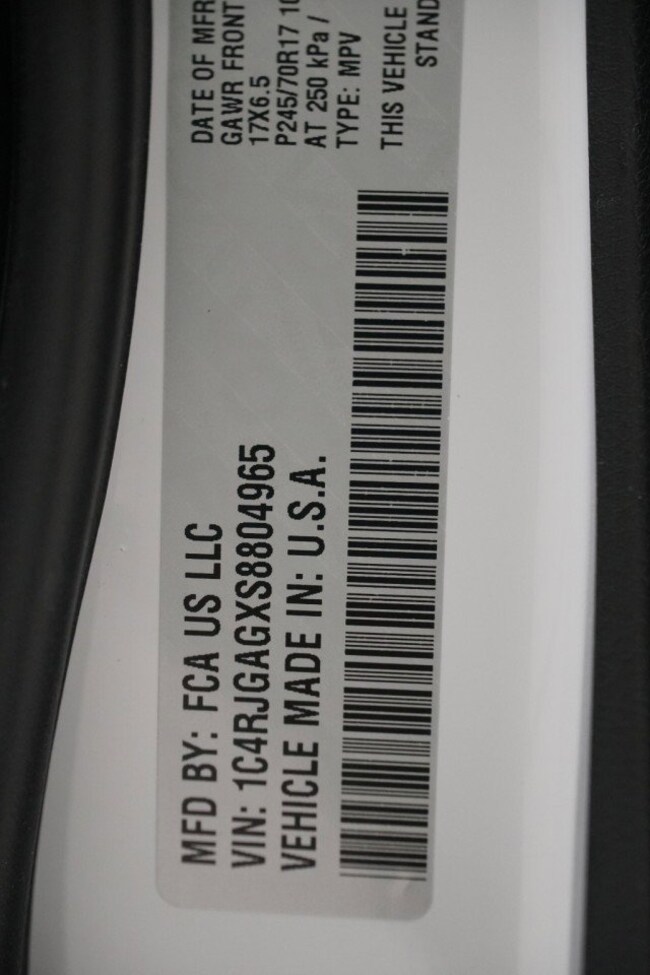 MFD BY: FCA US LLC
VIN: 1C4RJGAGXS8804965
VEHICLE MADE IN: U.S.A.
DATE OF MFR
GAWR FRONT
17X6.5
P245/70R17
AT 250 kPa /
TYPE: MPV
THIS VEHICLE
STAND